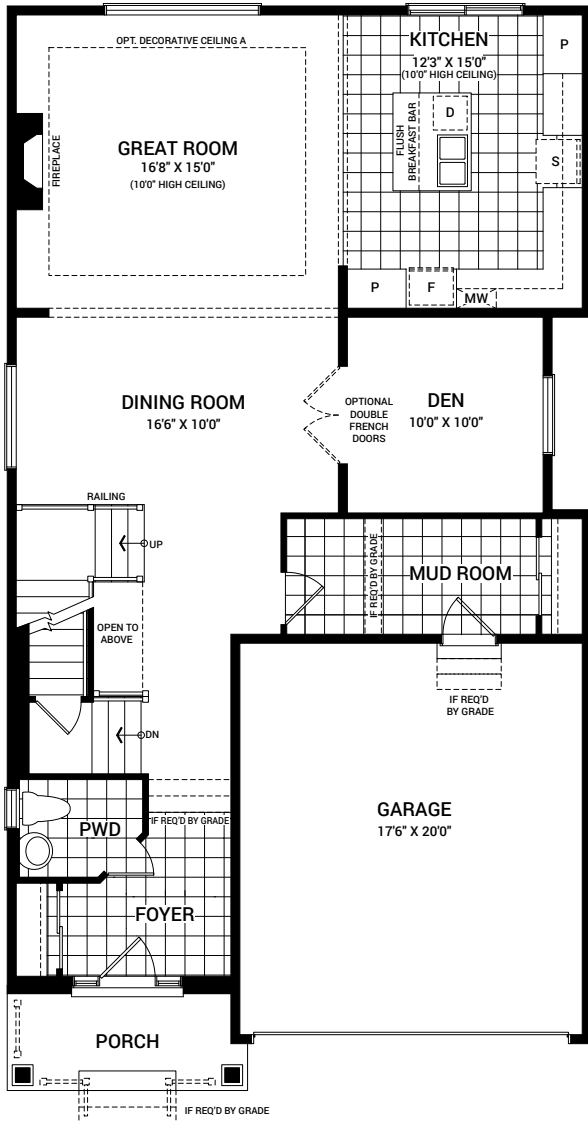 OPT. DECORATIVE CEILING A
KITCHEN
12'3" X 15'0"
(10'0" HIGH CEILING)
P
D
FLUSH
BREAKFAST BAR
S
GREAT ROOM
16'8" X 15'0"
(10'0" HIGH CEILING)
FIREPLACE
P
F
MW
DINING ROOM
16'6" X 10'0"
OPTIONAL
DOUBLE
FRENCH
DOORS
DEN
10'0" X 10'0"
RAILING
UP
IF REQ'D BY GRADE
MUD ROOM
OPEN TO
ABOVE
IF REQ'D
BY GRADE
DN
GARAGE
17'6" X 20'0"
IF REQ'D BY GRADE
PWD
FOYER
PORCH
IF REQ'D BY GRADE